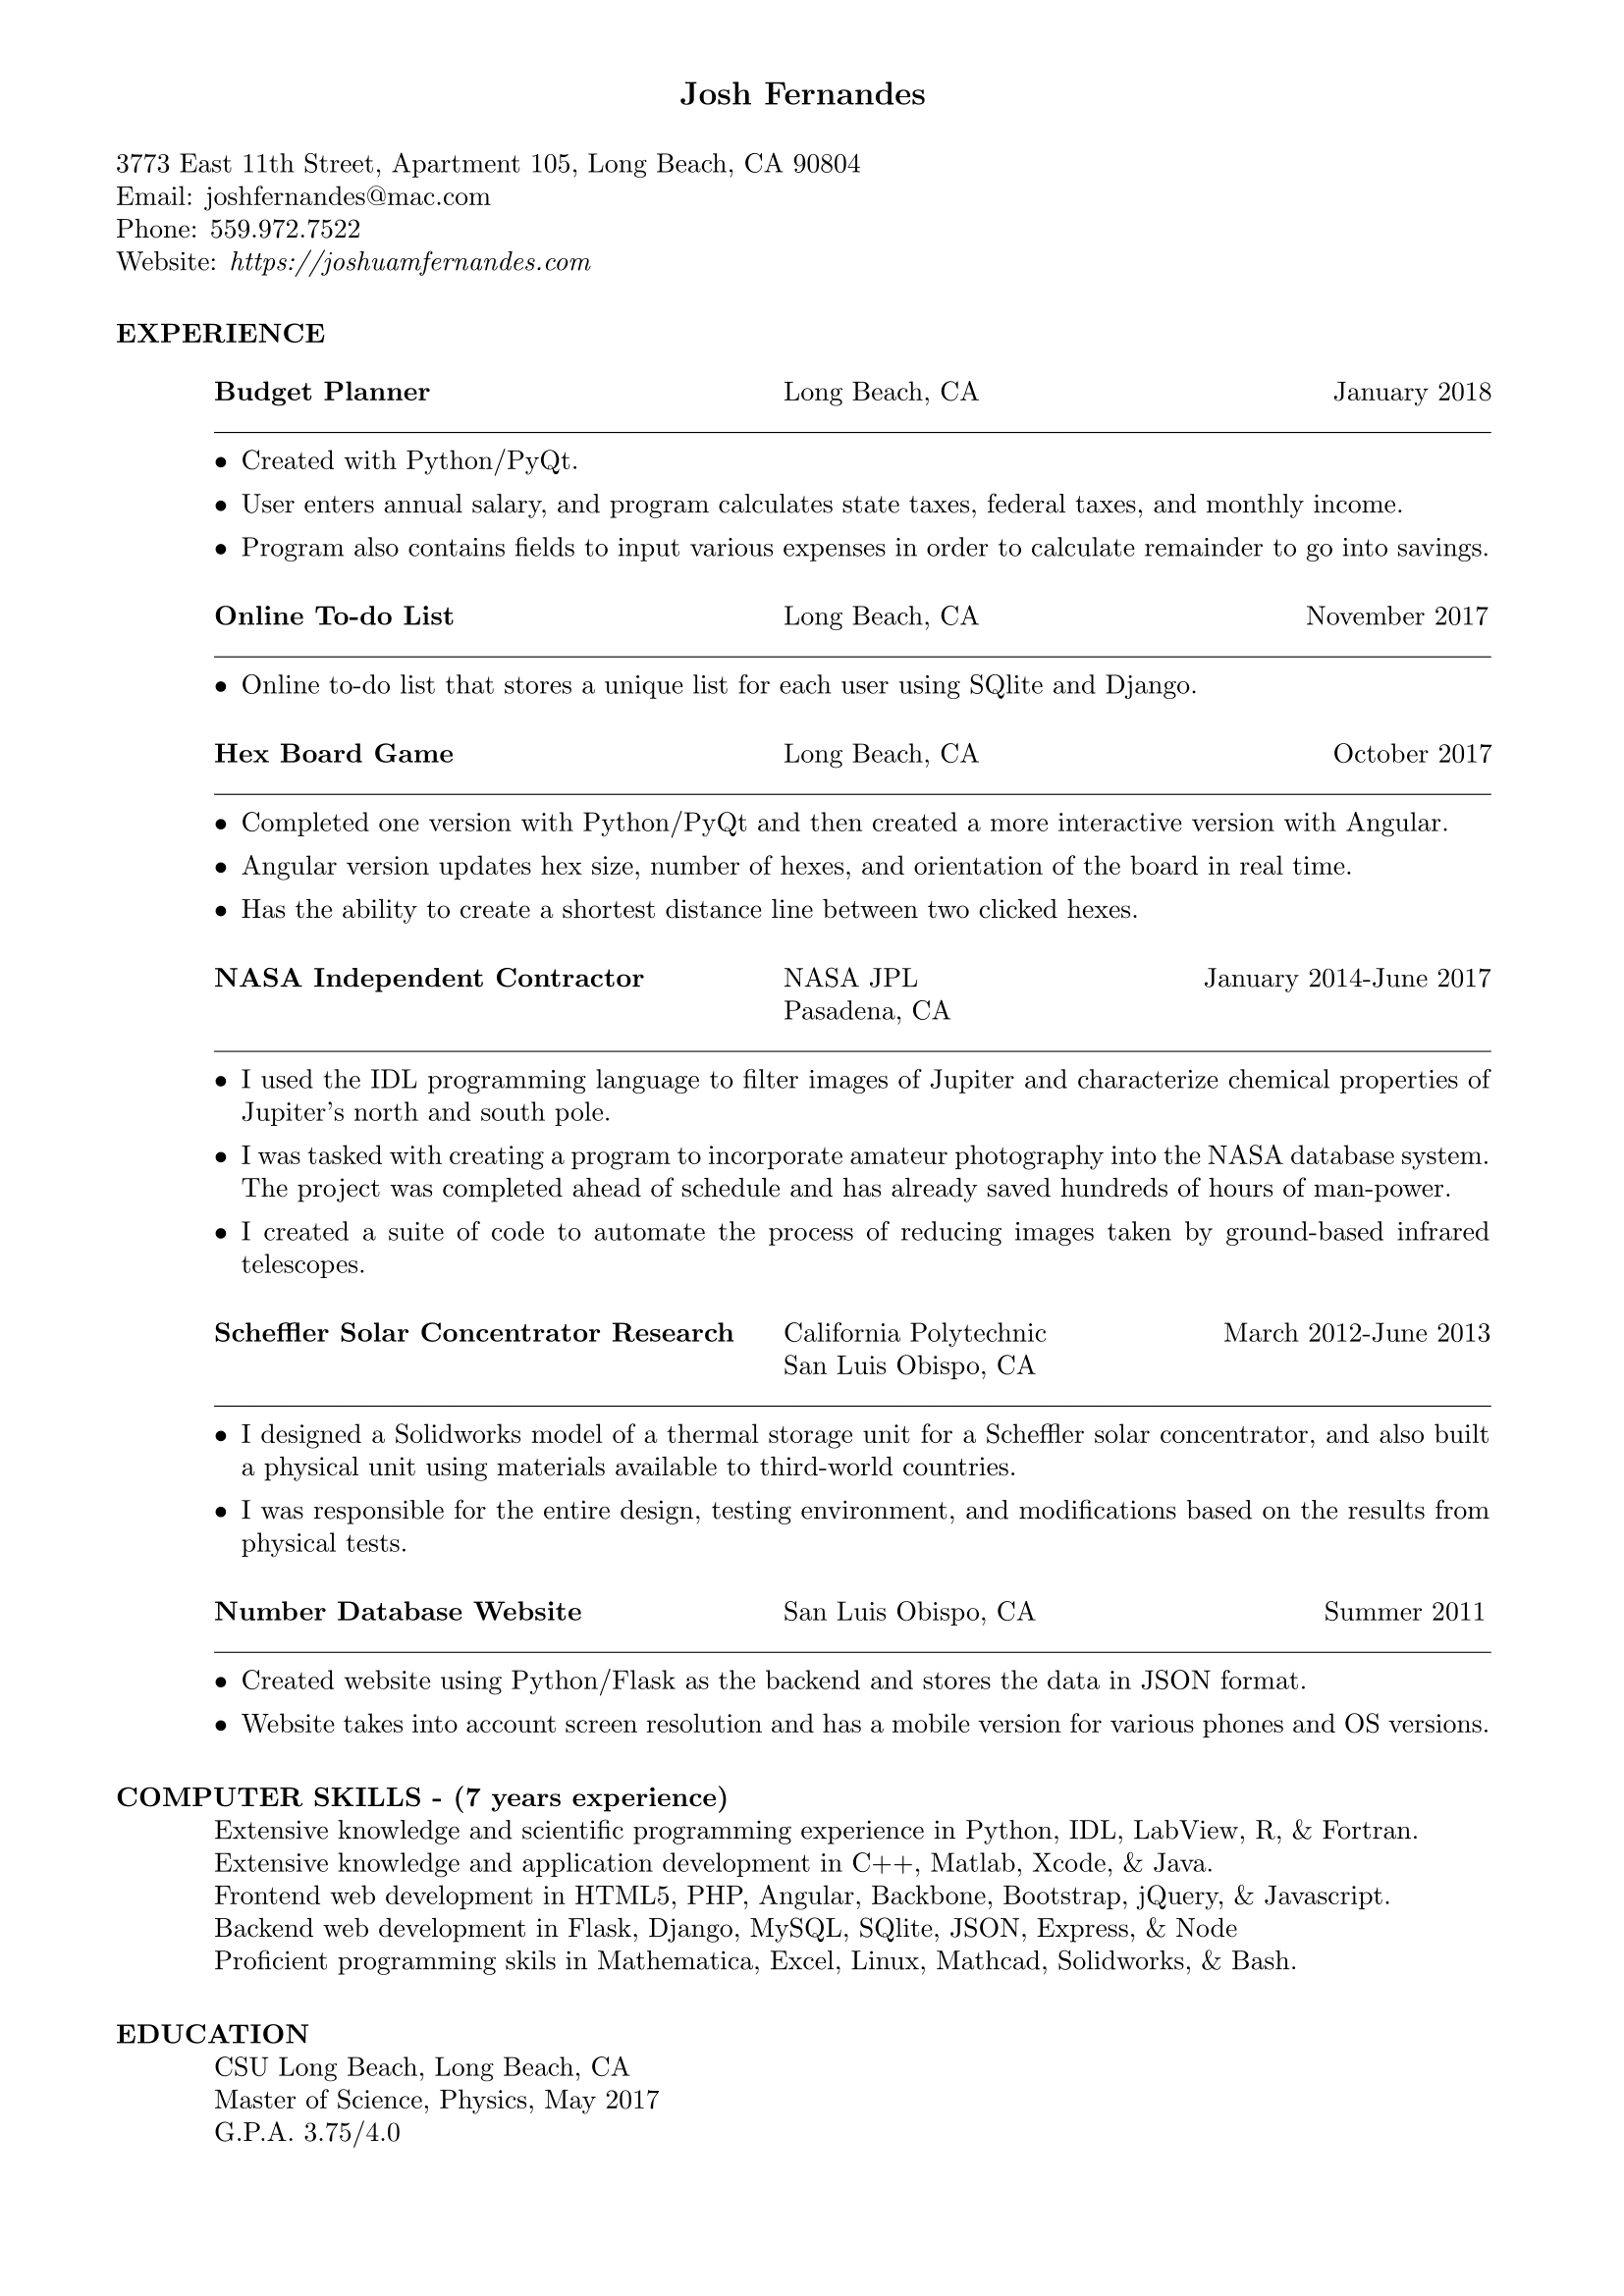 Josh Fernandes
3773 East 11th Street, Apartment 105, Long Beach, CA 90804
Email: joshfernandes@mac.com
Phone: 559.972.7522
Website: https://joshuamfernandes.com
EXPERIENCE
Budget Planner Long Beach, CA January 2018
• Created with Python/PyQt.
• User enters annual salary, and program calculates state taxes, federal taxes, and monthly income.
• Program also contains fields to input various expenses in order to calculate remainder to go into savings.
Online To-do List Long Beach, CA November 2017
• Online to-do list that stores a unique list for each user using SQlite and Django.
Hex Board Game Long Beach, CA October 2017
• Completed one version with Python/PyQt and then created a more interactive version with Angular.
• Angular version updates hex size, number of hexes, and orientation of the board in real time.
• Has the ability to create a shortest distance line between two clicked hexes.
NASA Independent Contractor NASA JPL January 2014-June 2017
Pasadena, CA
• I used the IDL programming language to filter images of Jupiter and characterize chemical properties of
Jupiter's north and south pole.
• I was tasked with creating a program to incorporate amateur photography into the NASA database system.
The project was completed ahead of schedule and has already saved hundreds of hours of man-power.
• I created a suite of code to automate the process of reducing images taken by ground-based infrared
telescopes.
Scheffler Solar Concentrator Research California Polytechnic March 2012-June 2013
San Luis Obispo, CA
• I designed a Solidworks model of a thermal storage unit for a Scheffler solar concentrator, and also built
a physical unit using materials available to third-world countries.
• I was responsible for the entire design, testing environment, and modifications based on the results from
physical tests.
Number Database Website San Luis Obispo, CA Summer 2011
• Created website using Python/Flask as the backend and stores the data in JSON format.
• Website takes into account screen resolution and has a mobile version for various phones and OS versions.
COMPUTER SKILLS - (7 years experience)
Extensive knowledge and scientific programming experience in Python, IDL, LabView, R, & Fortran.
Extensive knowledge and application development in C++, Matlab, Xcode, & Java.
Frontend web development in HTML5, PHP, Angular, Backbone, Bootstrap, jQuery, & Javascript.
Backend web development in Flask, Django, MySQL, SQlite, JSON, Express, & Node
Proficient programming skils in Mathematica, Excel, Linux, Mathcad, Solidworks, & Bash.
EDUCATION
CSU Long Beach, Long Beach, CA
Master of Science, Physics, May 2017
G.P.A. 3.75/4.0